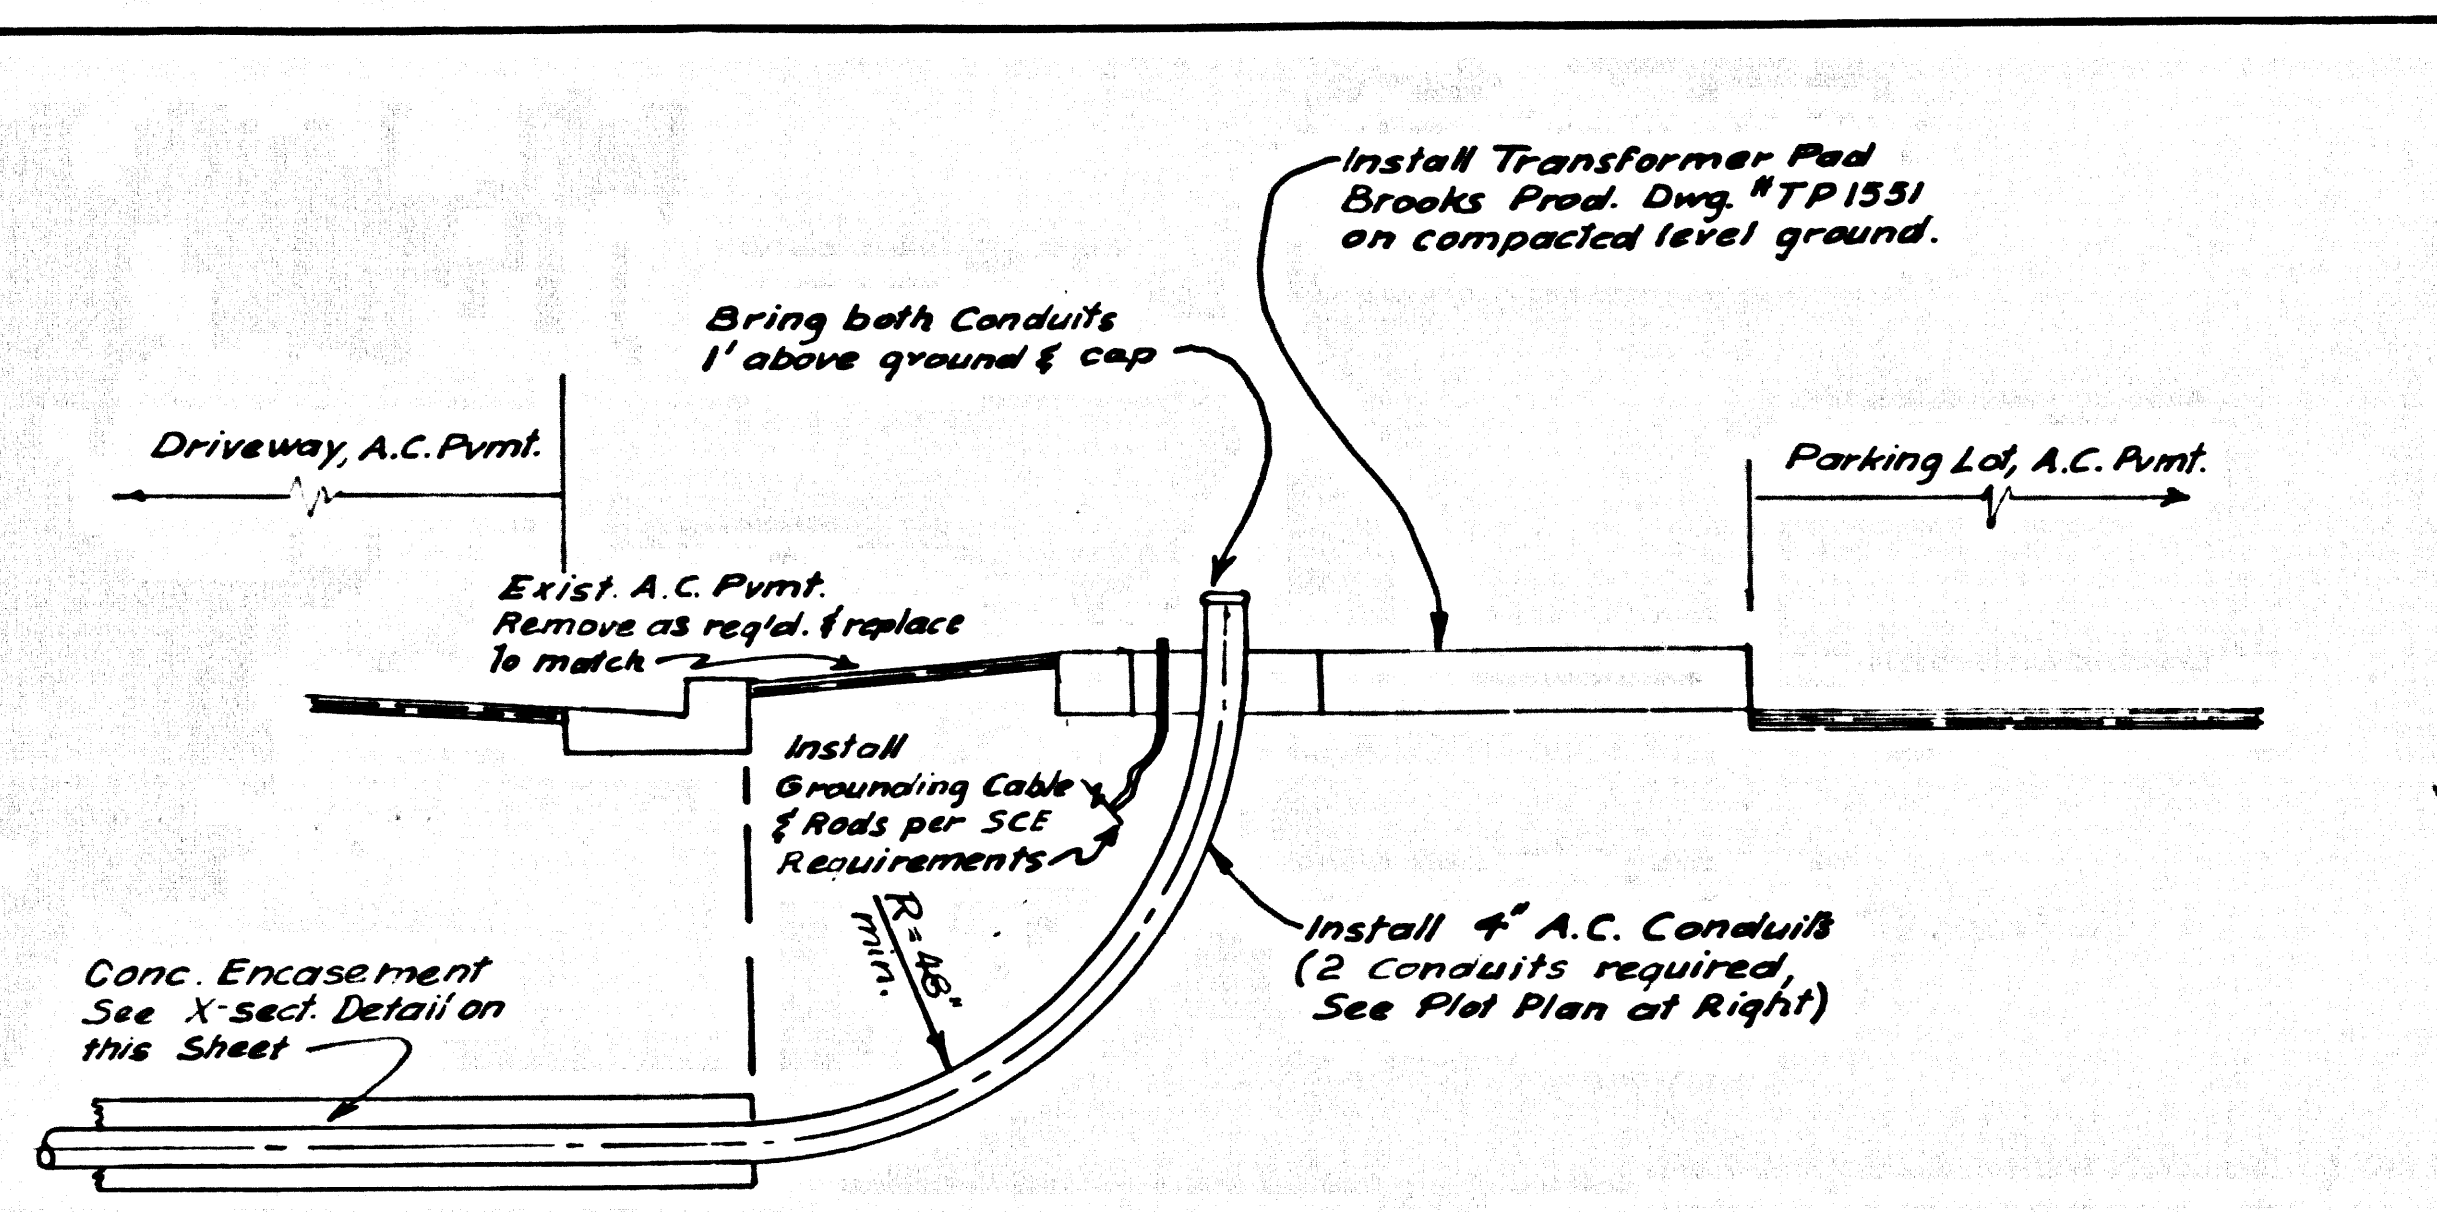 Install Transformer Pad
Brooks Prod. Dwg. #TP1551
on compacted level ground.
Bring both Conduits
1' above ground & cap
Driveway, A.C. Pvmt.
Parking Lot, A.C. Pvmt.
Exist. A.C. Pvmt.
Remove as req'd. & replace
To match
Install
Grounding Cable
& Rods per SCE
Requirements
R=48"
min.
Install 4" A.C. Conduits
(2 Conduits required,
See Plot Plan at Right)
Conc. Encasement
See X-sect. Detail on
this Sheet